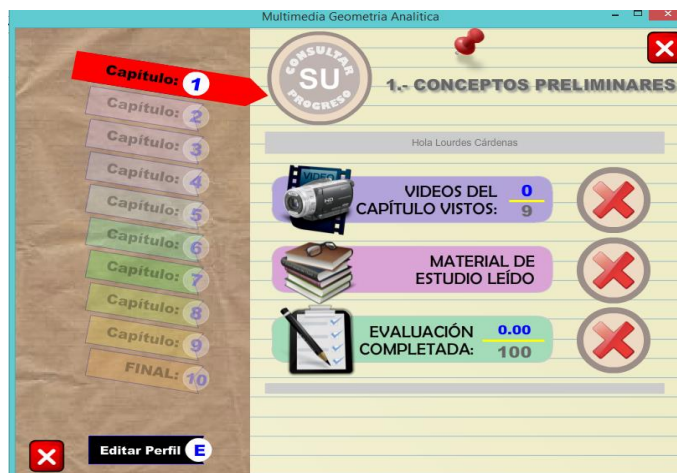 Multimedia Geometria Analitica
Capítulo: 1
Capítulo: 2
Capítulo: 3
Capítulo: 4
Capítulo: 5
Capítulo: 6
Capítulo: 7
Capítulo: 8
Capítulo: 9
FINAL: 10
Editar Perfil E
CONSULTAR
SU
PROGRESO
1.- CONCEPTOS PRELIMINARES
Hola Lourdes Cárdenas
VIDEO
HD
VIDEOS DEL 0
CAPÍTULO VISTOS: 9
MATERIAL DE
ESTUDIO LEÍDO
EVALUACIÓN 0.00
COMPLETADA: 100